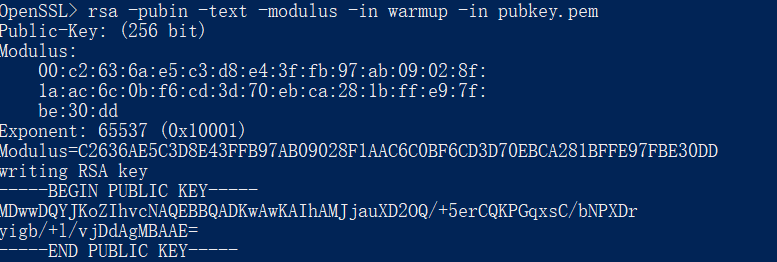 OpenSSL> rsa -pubin -text -modulus -in warmup -in pubkey.pem
Public-Key: (256 bit)
Modulus:
    00:c2:63:6a:e5:c3:d8:e4:3f:fb:97:ab:09:02:8f:
    1a:ac:6c:0b:f6:cd:3d:70:eb:ca:28:1b:ff:e9:7f:
    be:30:dd
Exponent: 65537 (0x10001)
Modulus=C2636AE5C3D8E43FFB97AB09028F1AAC6C0BF6CD3D70EBCA281BFFE97FBE30DD
writing RSA key
-----BEGIN PUBLIC KEY-----
MDwwDQYJKoZIhvcNAQEBBQADKwAwKAIhAMJjauXD2OQ/+5erCQKPGqxsC/bNPXDr
yigb/+l/vjDdAgMBAAE=
-----END PUBLIC KEY-----